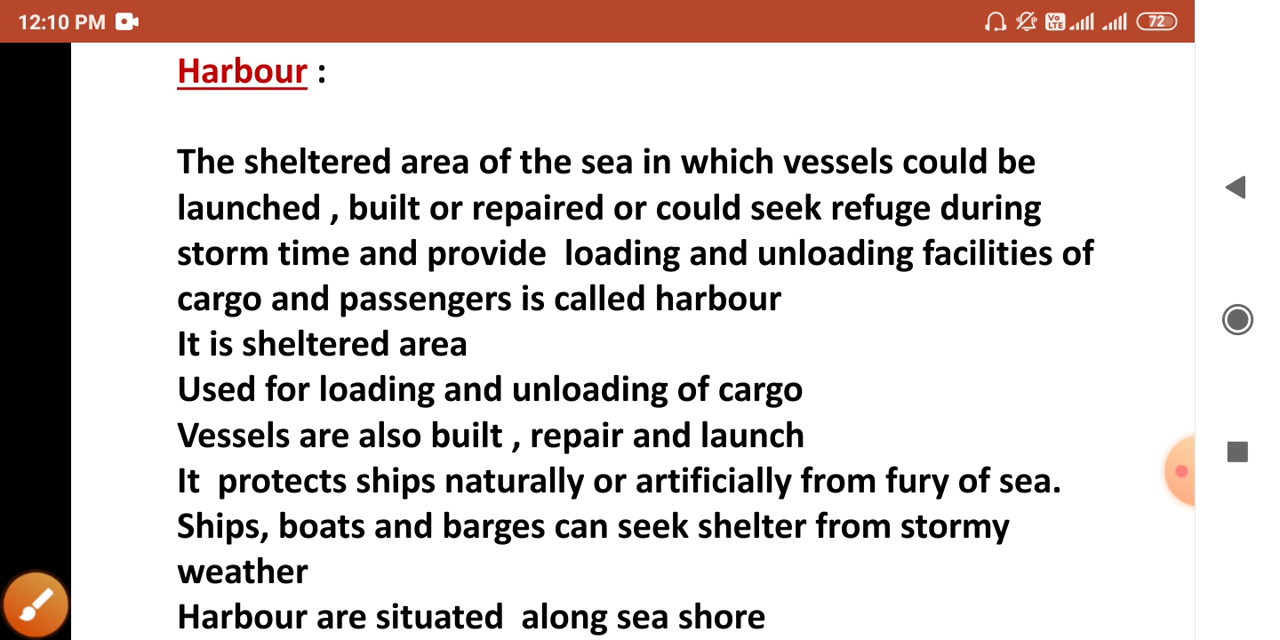 12:10 PM
Vo LTE
72
Harbour :
The sheltered area of the sea in which vessels could be
launched , built or repaired or could seek refuge during
storm time and provide  loading and unloading facilities of
cargo and passengers is called harbour
It is sheltered area
Used for loading and unloading of cargo
Vessels are also built , repair and launch
It  protects ships naturally or artificially from fury of sea.
Ships, boats and barges can seek shelter from stormy
weather
Harbour are situated  along sea shore